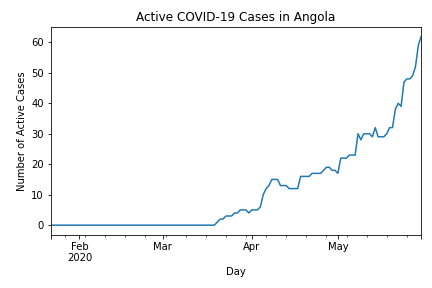 Active COVID-19 Cases in Angola
Number of Active Cases
60
50
40
30
20
10
0
Feb
2020
Mar
Apr
May
Day